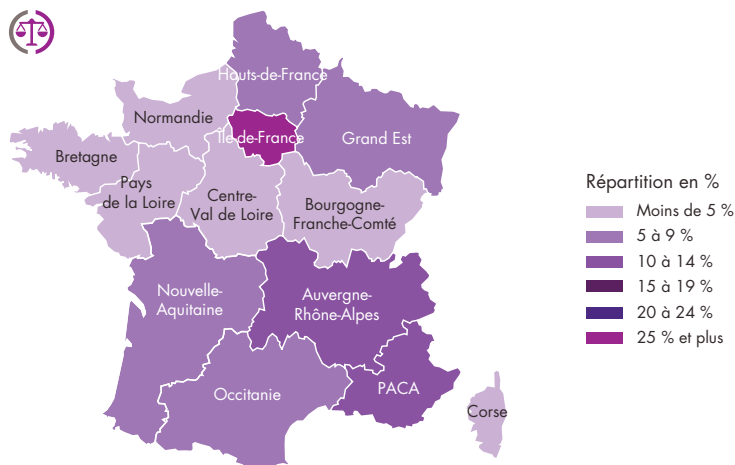 Hauts-de-France
Normandie
Île-de-France
Grand Est
Bretagne
Pays
de la Loire
Centre-
Val de Loire
Bourgogne-
Franche-Comté
Nouvelle-
Aquitaine
Auvergne-
Rhône-Alpes
Occitanie
PACA
Corse
Répartition en %
Moins de 5 %
5 à 9 %
10 à 14 %
15 à 19 %
20 à 24 %
25 % et plus